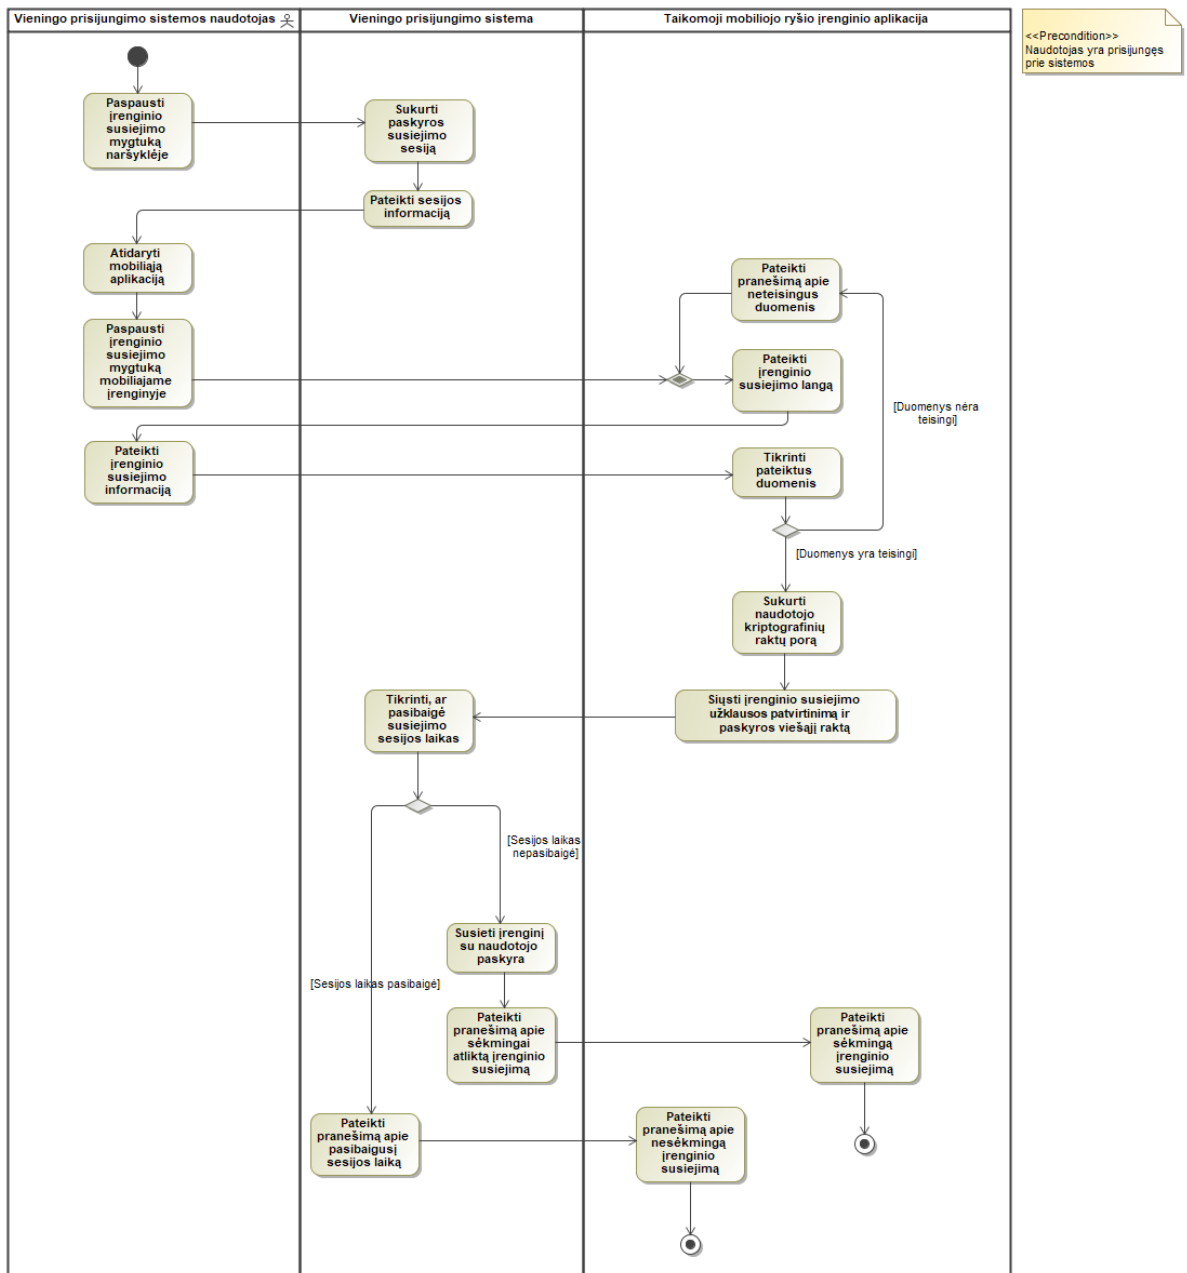 Vieningo prisijungimo sistemos naudotojas
Vieningo prisijungimo sistema
Taikomoji mobiliojo ryšio įrenginio aplikacija
<<Precondition>>
Naudotojas yra prisijungęs
prie sistemos
Paspausti
įrenginio
susiejimo
mygtuką
naršyklėje
Sukurti
paskyros
susiejimo
sesiją
Pateikti sesijos
informaciją
Atidaryti
mobiliąją
aplikaciją
Pateikti
pranešimą apie
neteisingus
duomenis
Paspausti
įrenginio
susiejimo
mygtuką
mobiliajame
įrenginyje
Pateikti
įrenginio
susiejimo langą
[Duomenys nėra
teisingi]
Pateikti
įrenginio
susiejimo
informaciją
Tikrinti
pateiktus
duomenis
[Duomenys yra teisingi]
Sukurti
naudotojo
kriptografinių
raktų porą
Tikrinti, ar
pasibaigė
susiejimo
sesijos laikas
Siųsti įrenginio susiejimo
užklausos patvirtinimą ir
paskyros viešąjį raktą
[Sesijos laikas
nepasibaigė]
Susieti įrenginį
su naudotojo
paskyra
[Sesijos laikas pasibaigė]
Pateikti
pranešimą apie
sėkmingai
atliktą įrenginio
susiejimą
Pateikti
pranešimą apie
sėkmingą
įrenginio
susiejimą
Pateikti
pranešimą apie
pasibaigusį
sesijos laiką
Pateikti
pranešimą apie
nesėkmingą
įrenginio
susiejimą